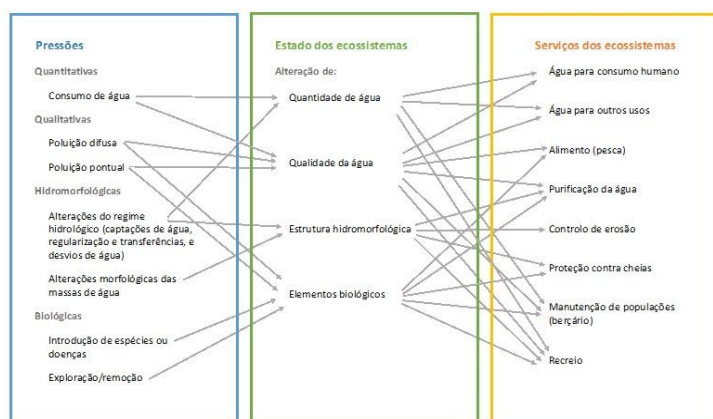 Pressões
Quantitativas
Consumo de água
Qualitativas
Poluição difusa
Poluição pontual
Hidromorfológicas
Alterações do regime
hidrológico (captações de água,
regularização e transferências, e
desvios de água)
Alterações morfológicas das
massas de água
Biológicas
Introdução de espécies ou
doenças
Exploração/remoção
Estado dos ecossistemas
Alteração de:
Quantidade de água
Qualidade da água
Estrutura hidromorfológica
Elementos biológicos
Serviços dos ecossistemas
Água para consumo humano
Água para outros usos
Alimento (pesca)
Purificação da água
Controlo de erosão
Proteção contra cheias
Manutenção de populações
(berçário)
Recreio